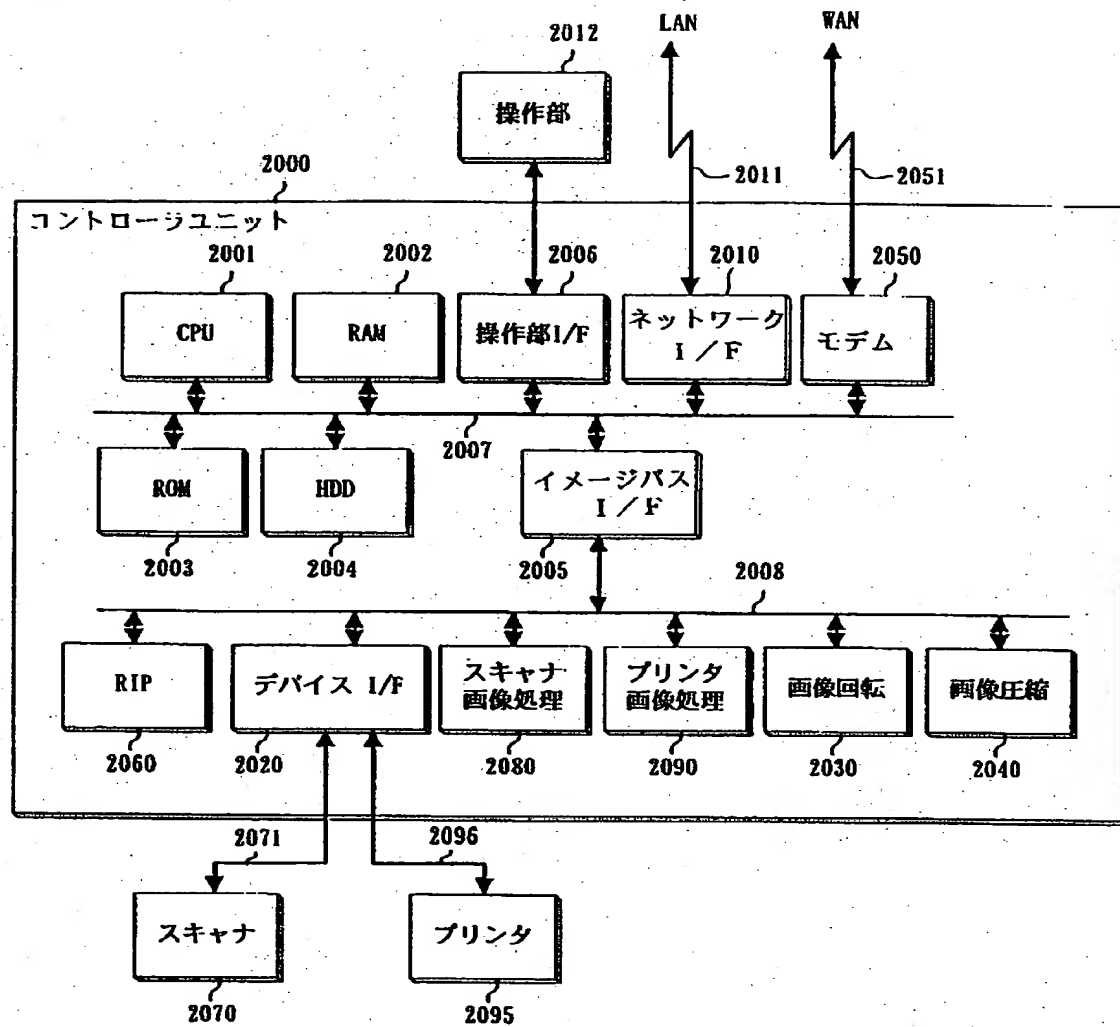 LAN
WAN
2012
操作部
2000
2011
2051
コントローラユニット
2001
2002
2006
2010
2050
CPU
RAM
操作部I/F
ネットワーク
I/F
モデム
2007
ROM
HDD
イメージバス
I/F
2003
2004
2005
2008
RIP
デバイス I/F
スキャナ
画像処理
プリンタ
画像処理
画像回転
画像圧縮
2060
2020
2080
2090
2030
2040
2071
2096
スキャナ
プリンタ
2070
2095